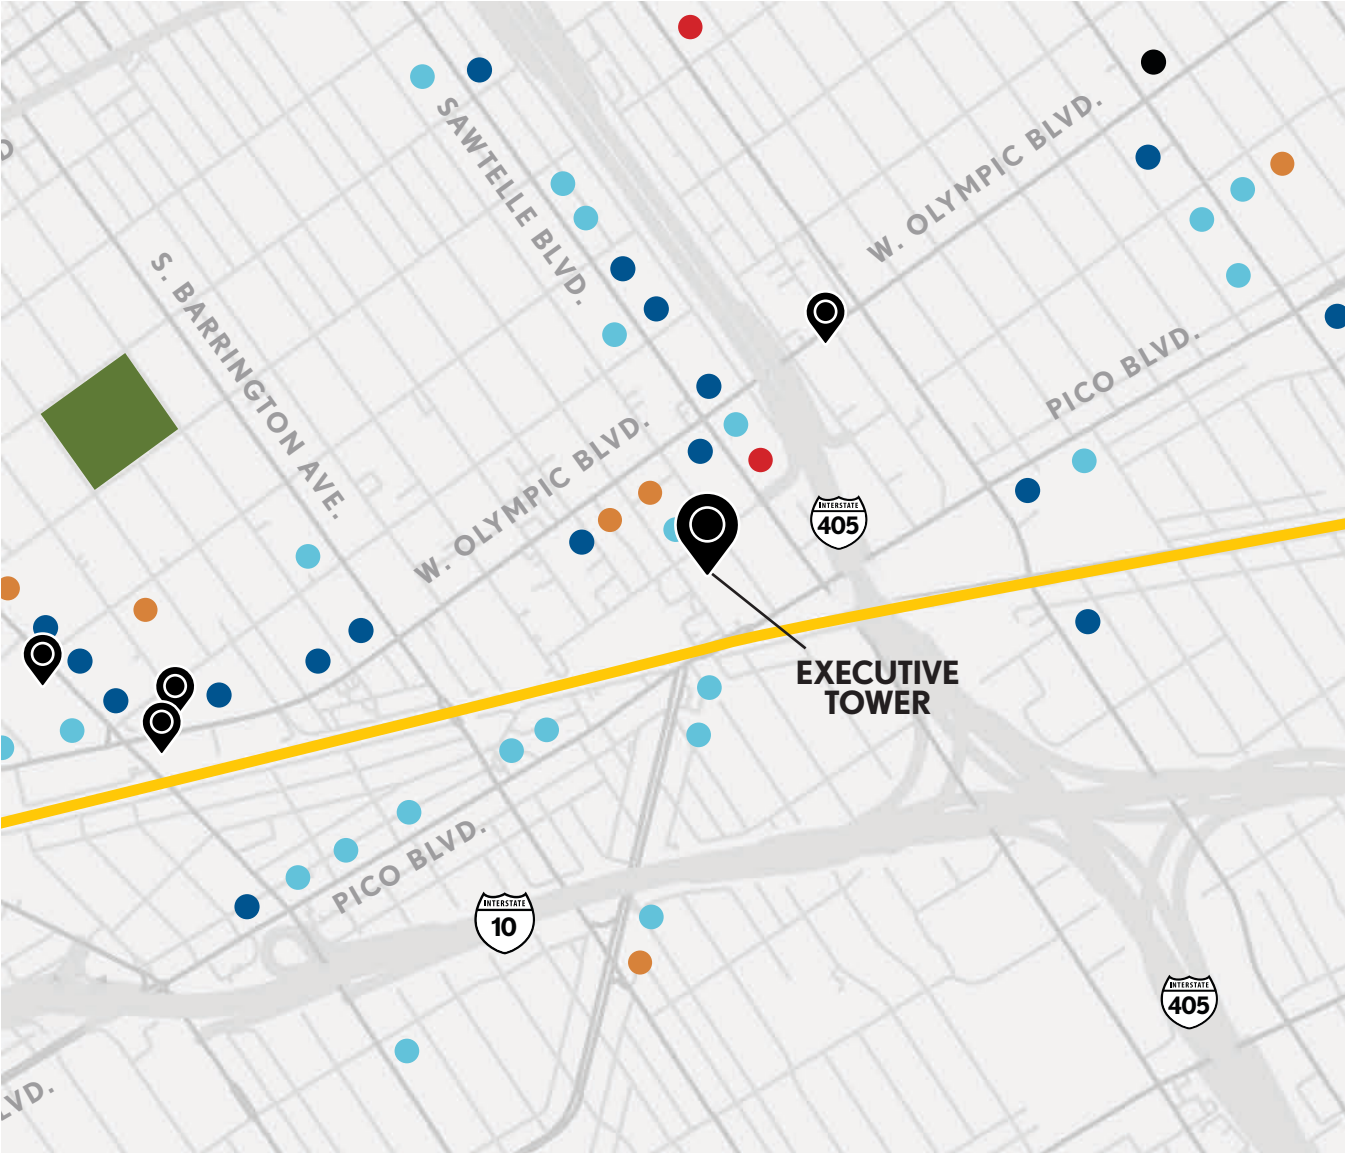 SAWTELLE BLVD.
W. OLYMPIC BLVD.
S. BARRINGTON AVE.
PICO BLVD.
W. OLYMPIC BLVD.
INTERSTATE
405
EXECUTIVE
TOWER
PICO BLVD.
INTERSTATE
10
INTERSTATE
405
LVD.